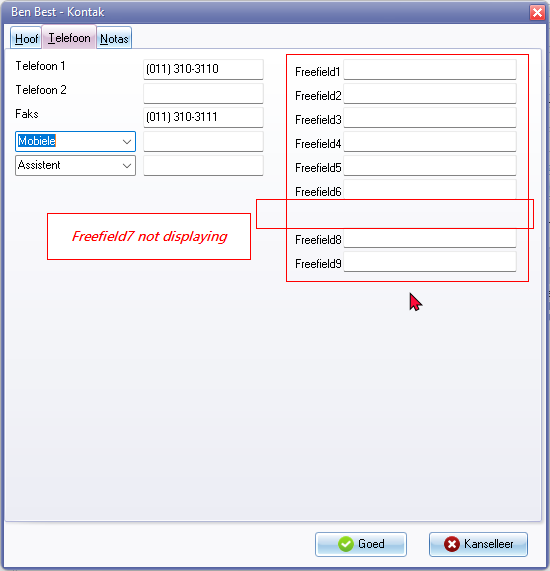 Ben Best - Kontak
Hoof Telefoon Notas
Telefoon 1 (011) 310-3110
Telefoon 2
Faks (011) 310-3111
Mobiele
Assistent
Freefield1
Freefield2
Freefield3
Freefield4
Freefield5
Freefield6
Freefield8
Freefield9
Freefield7 not displaying
Goed Kanselleer